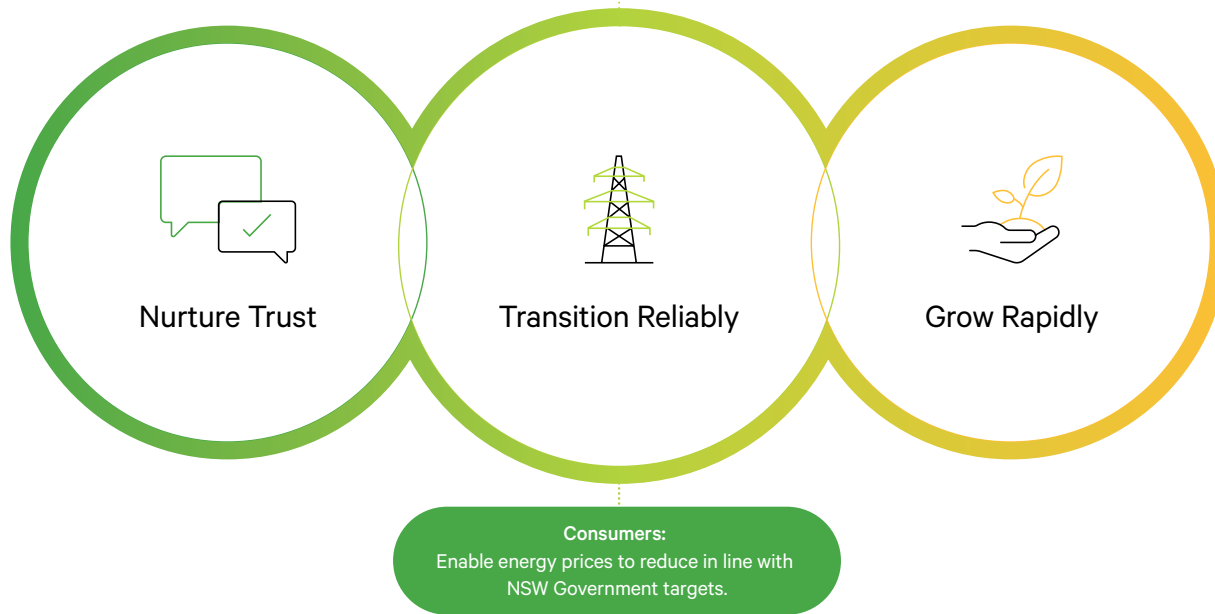 Nurture Trust
Transition Reliably
Grow Rapidly
Consumers:
Enable energy prices to reduce in line with
NSW Government targets.